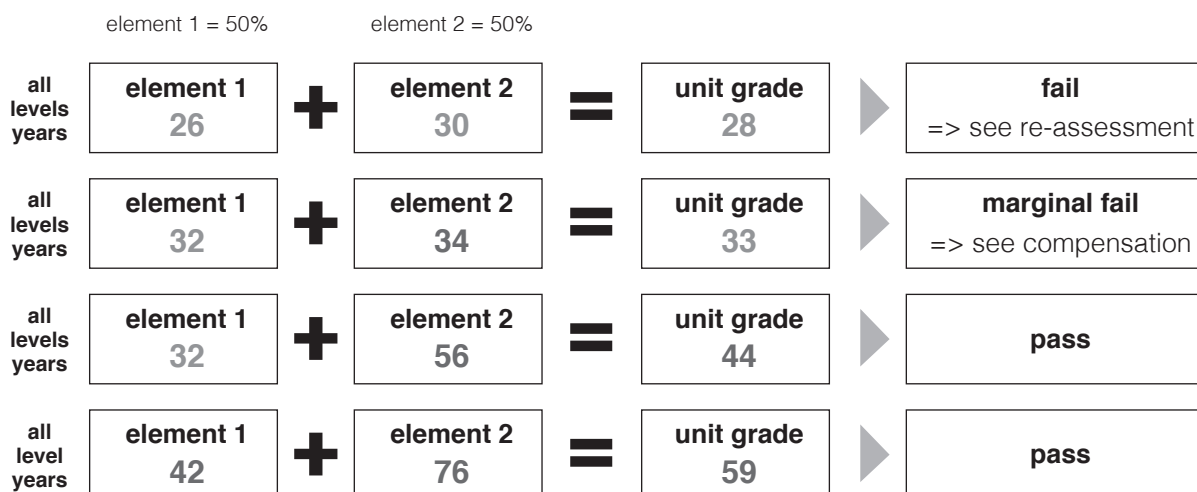 element 1 = 50% element 2 = 50%
all
levels
years
element 1
26
+
element 2
30
=
unit grade
28
fail
=> see re-assessment
all
levels
years
element 1
32
+
element 2
34
=
unit grade
33
marginal fail
=> see compensation
all
levels
years
element 1
32
+
element 2
56
=
unit grade
44
pass
all
level
years
element 1
42
+
element 2
76
=
unit grade
59
pass